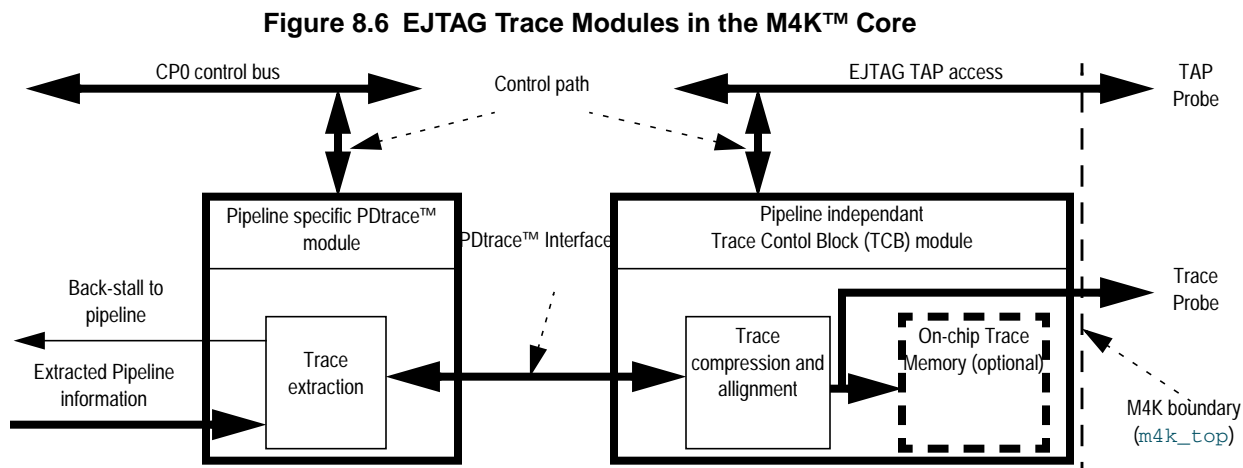 Figure 8.6 EJTAG Trace Modules in the M4K™ Core
CP0 control bus
Control path
EJTAG TAP access
TAP
Probe
Pipeline specific PDtrace™
module
PDtrace™ Interface
Pipeline independant
Trace Contol Block (TCB) module
Back-stall to
pipeline
Trace
extraction
Extracted Pipeline
information
Trace
compression and
allignment
On-chip Trace
Memory (optional)
Trace
Probe
M4K boundary
(m4k_top)